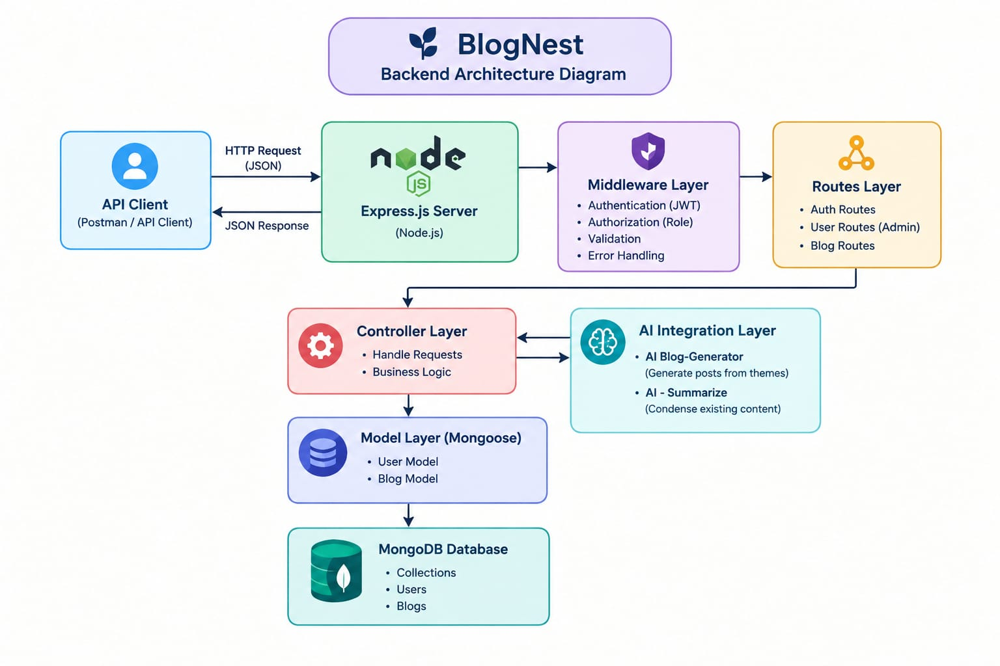 BlogNest
Backend Architecture Diagram
API Client
(Postman / API Client)
HTTP Request
(JSON)
JSON Response
node
JS
Express.js Server
(Node.js)
Middleware Layer
• Authentication (JWT)
• Authorization (Role)
• Validation
• Error Handling
Routes Layer
• Auth Routes
• User Routes (Admin)
• Blog Routes
Controller Layer
• Handle Requests
• Business Logic
AI Integration Layer
• AI Blog-Generator
(Generate posts from themes)
• AI - Summarize
(Condense existing content)
Model Layer (Mongoose)
• User Model
• Blog Model
MongoDB Database
• Collections
• Users
• Blogs